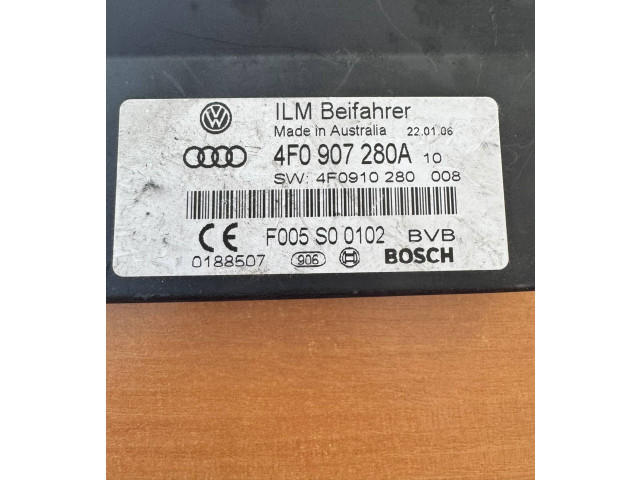 ILM Beifahrer
Made in Australia 22.01.06
4F0 907 280A 10
SW: 4F0910 280 008
CE F005 S0 0102 BVB
0188507 906 BOSCH